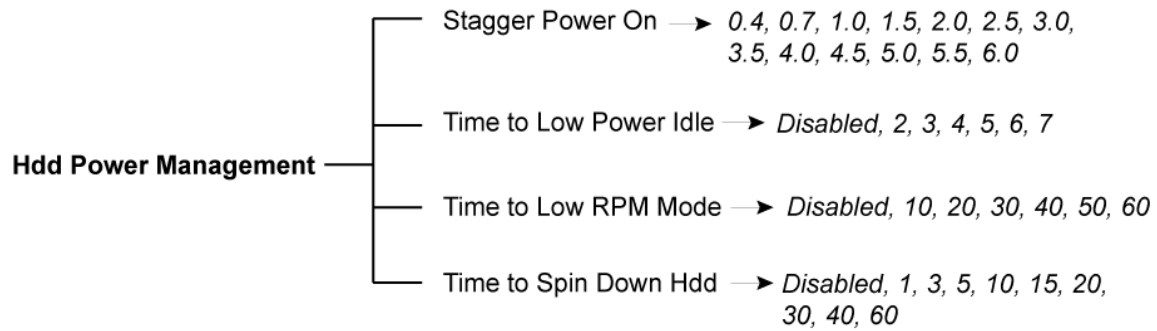 Stagger Power On
0.4, 0.7, 1.0, 1.5, 2.0, 2.5, 3.0,
3.5, 4.0, 4.5, 5.0, 5.5, 6.0
Time to Low Power Idle
Disabled, 2, 3, 4, 5, 6, 7
Hdd Power Management
Time to Low RPM Mode
Disabled, 10, 20, 30, 40, 50, 60
Time to Spin Down Hdd
Disabled, 1, 3, 5, 10, 15, 20,
30, 40, 60